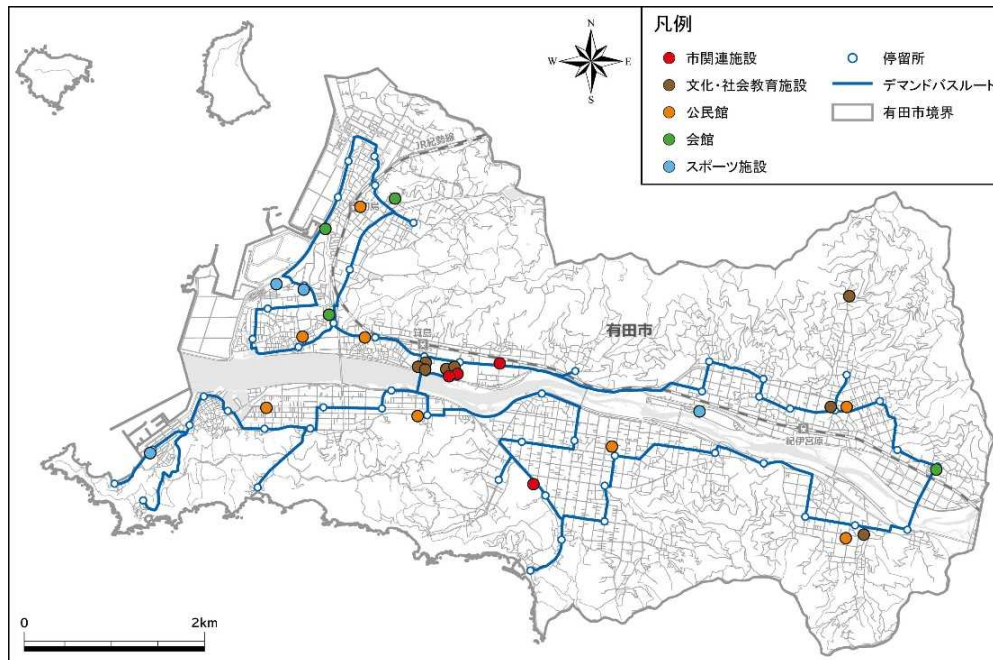 凡例
N
W E
S
市関連施設
停留所
文化・社会教育施設
デマンドバスルート
公民館
有田市境界
会館
スポーツ施設
JR紀勢線
初島
箕島
有田市
紀伊宮原
0 2km